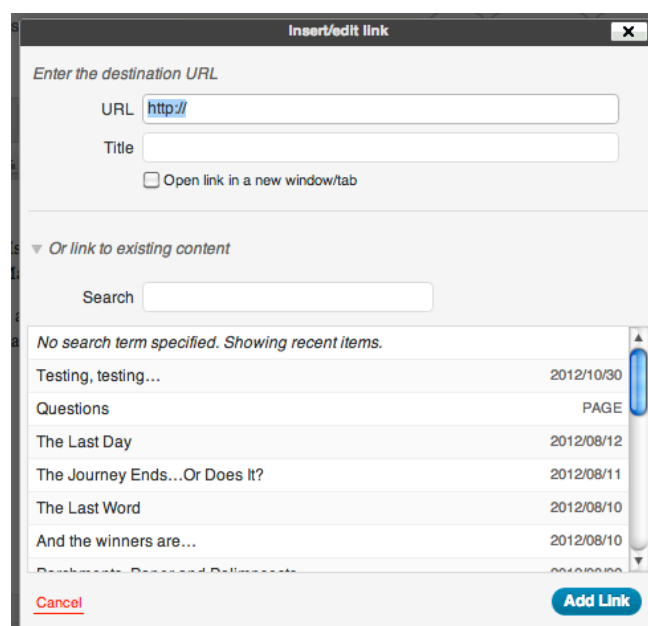 Insert/edit link
X
Enter the destination URL
URL http://
Title
Open link in a new window/tab
Or link to existing content
Search
No search term specified. Showing recent items.
Testing, testing... 2012/10/30
Questions PAGE
The Last Day 2012/08/12
The Journey Ends...Or Does It? 2012/08/11
The Last Word 2012/08/10
And the winners are... 2012/08/10
Cancel Add Link